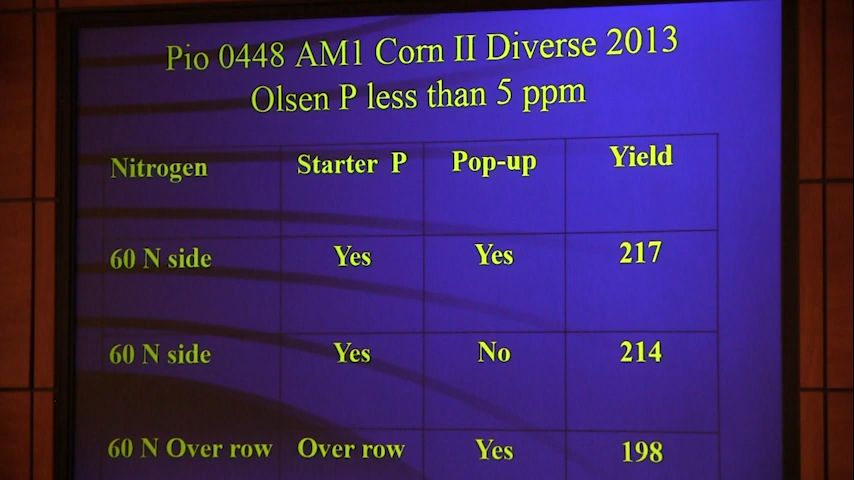 Pio 0448 AM1 Corn II Diverse 2013
Olsen P less than 5 ppm
Nitrogen Starter P Pop-up Yield
60 N side Yes Yes 217
60 N side Yes No 214
60 N Over row Over row Yes 198